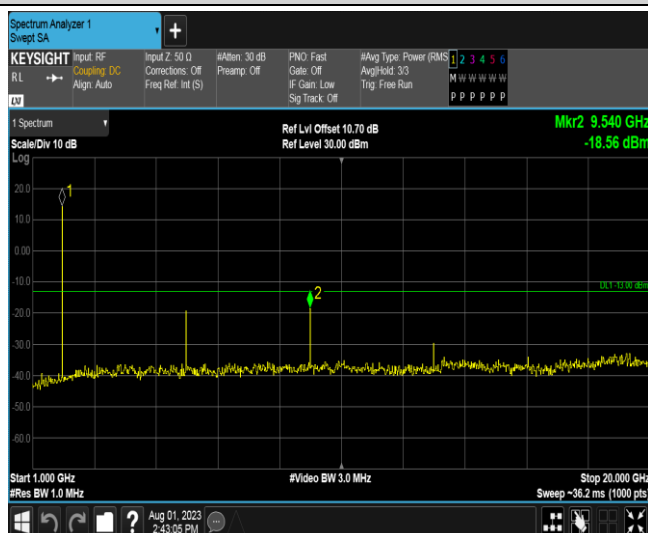 Spectrum Analyzer 1
Swept SA
+
KEYSIGHT
RL
LXI
Input: RF
Coupling: DC
Align: Auto
Input Z: 50 Ω
Corrections: Off
Freq Ref: Int (S)
#Atten: 30 dB
Preamp: Off
PNO: Fast
Gate: Off
IF Gain: Low
Sig Track: Off
#Avg Type: Power (RMS
Avg|Hold: 3/3
Trig: Free Run
1 2 3 4 5 6
M W W W W W
P P P P P P
1 Spectrum
Scale/Div 10 dB
Ref Lvl Offset 10.70 dB
Ref Level 30.00 dBm
Mkr2 9.540 GHz
-18.56 dBm
Log
20.0
10.0
0.00
-10.0
-20.0
-30.0
-40.0
-50.0
-60.0
1
2
DL1 -13.00 dBm
Start 1.000 GHz
#Res BW 1.0 MHz
#Video BW 3.0 MHz
Stop 20.000 GHz
Sweep ~36.2 ms (1000 pts)
?
Aug 01, 2023
2:43:05 PM